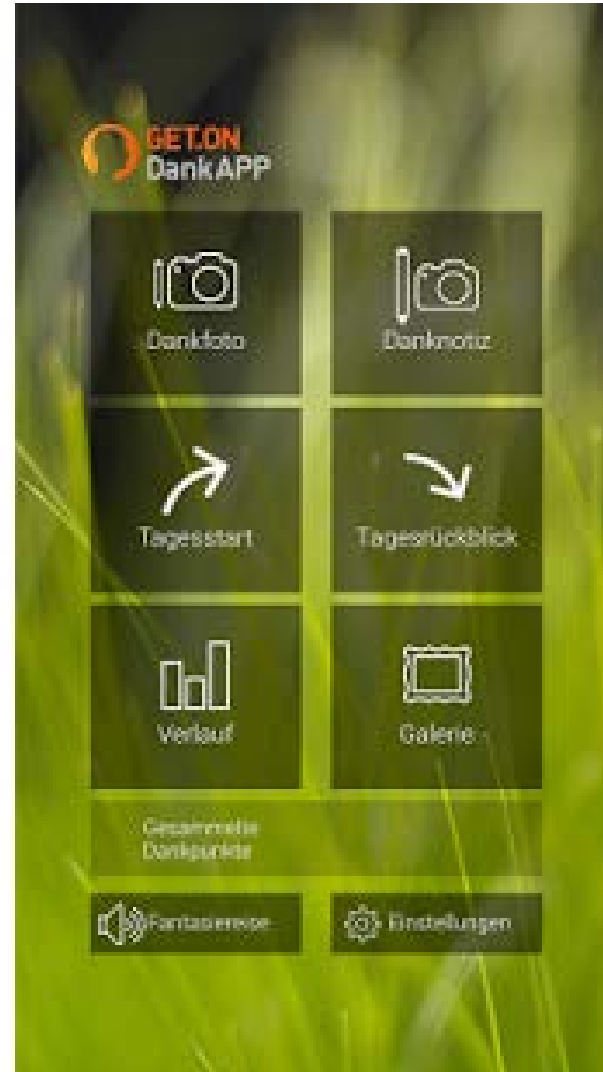 GET.ON
DankAPP
Dankfoto
Danknotiz
Tagesstart
Tagesrückblick
Verlauf
Galerie
Gesammelte
Dankpunkte
Fantasiereise
Einstellungen